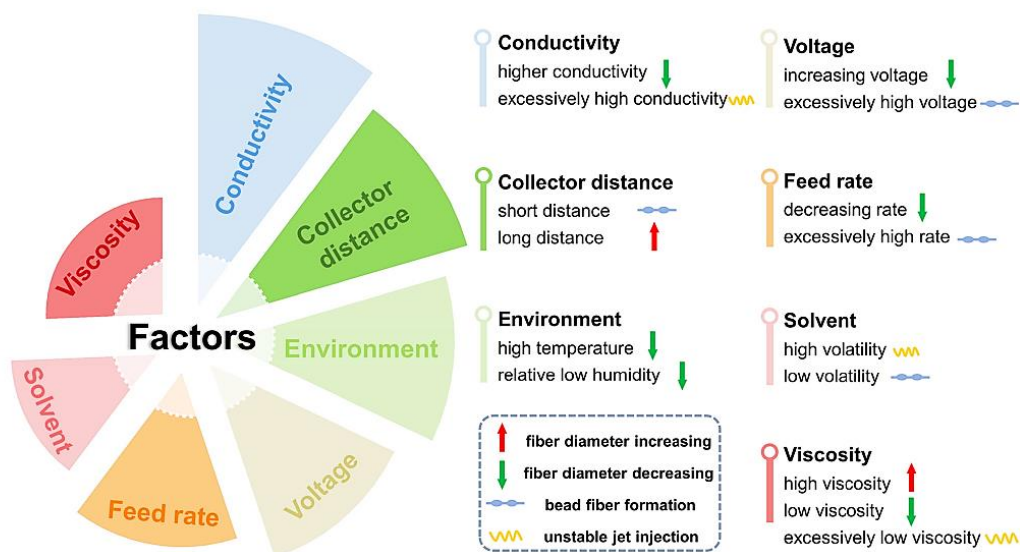 Conductivity
Collector
distance
Environment
Voltage
Feed rate
Solvent
Viscosity
Factors
Conductivity
higher conductivity
excessively high conductivity
Collector distance
short distance
long distance
Environment
high temperature
relative low humidity
fiber diameter increasing
fiber diameter decreasing
bead fiber formation
unstable jet injection
Voltage
increasing voltage
excessively high voltage
Feed rate
decreasing rate
excessively high rate
Solvent
high volatility
low volatility
Viscosity
high viscosity
low viscosity
excessively low viscosity